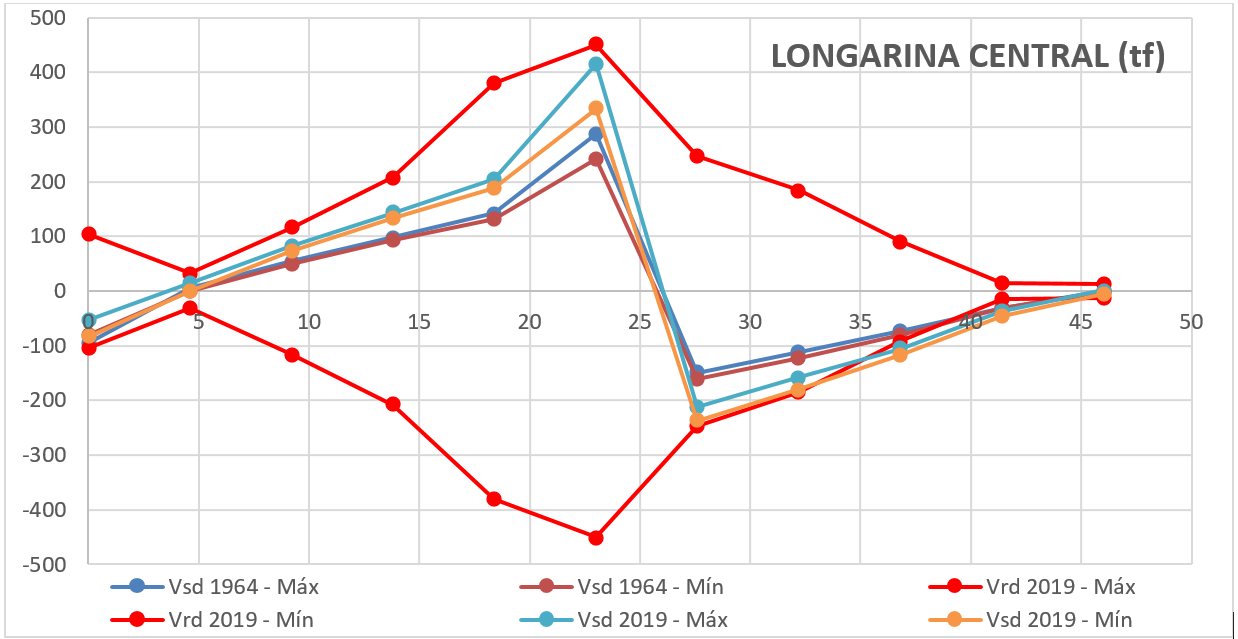 500
LONGARINA CENTRAL (tf)
400
300
200
100
0
0 5 10 15 20 25 30 35 40 45 50
-100
-200
-300
-400
-500
Vsd 1964 - Máx Vsd 1964 - Mín Vrd 2019 - Máx
Vrd 2019 - Mín Vsd 2019 - Máx Vsd 2019 - Mín